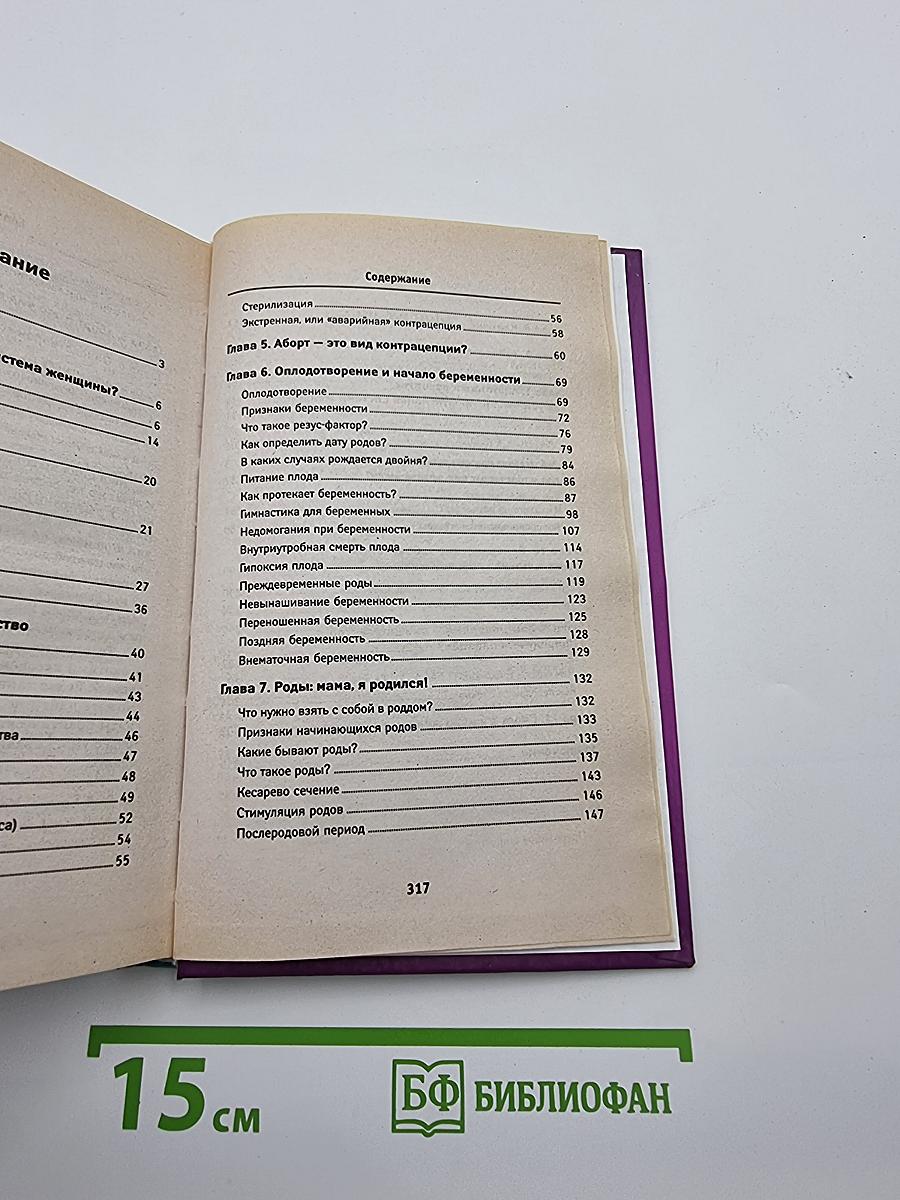 ание
3
стема женщины? 6
6
14
20
21
27
36
ство
40
41
43
44
тва 46
47
48
49
са) 52
54
55
Содержание
Стерилизация 56
Экстренная, или «аварийная» контрацепция 58
Глава 5. Аборт — это вид контрацепции? 60
Глава 6. Оплодотворение и начало беременности 69
Оплодотворение 69
Признаки беременности 72
Что такое резус-фактор? 76
Как определить дату родов? 79
В каких случаях рождается двойня? 84
Питание плода 86
Как протекает беременность? 87
Гимнастика для беременных 98
Недомогания при беременности 107
Внутриутробная смерть плода 114
Гипоксия плода 117
Преждевременные роды 119
Невынашивание беременности 123
Переношенная беременность 125
Поздняя беременность 128
Внематочная беременность 129
Глава 7. Роды: мама, я родился! 132
Что нужно взять с собой в роддом? 132
Признаки начинающихся родов 133
Какие бывают роды? 135
Что такое роды? 137
Кесарево сечение 143
Стимуляция родов 146
Послеродовой период 147
317
15 см
БФ БИБЛИОФАН